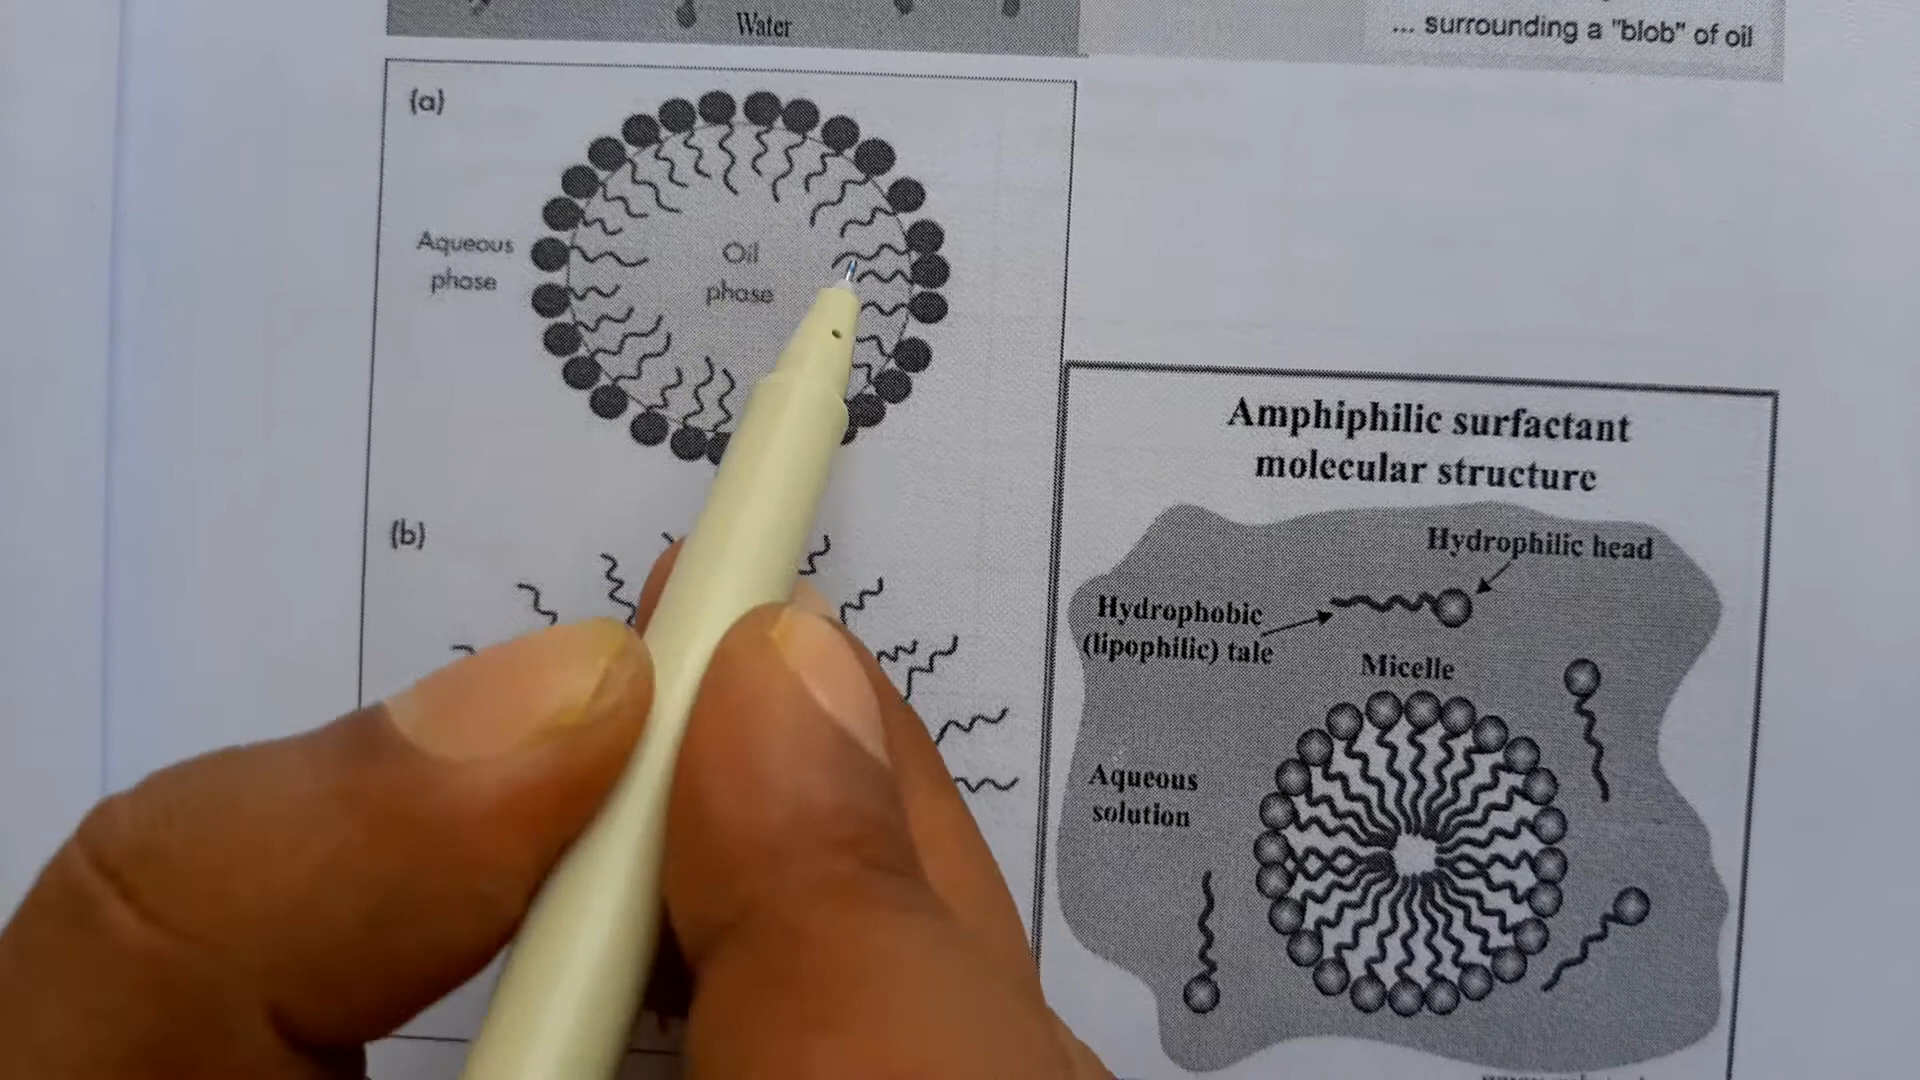 Water
... surrounding a "blob" of oil
(a)
Aqueous
phase
Oil
phase
(b)
Amphiphilic surfactant
molecular structure
Hydrophilic head
Hydrophobic
(lipophilic) tale
Micelle
Aqueous
solution